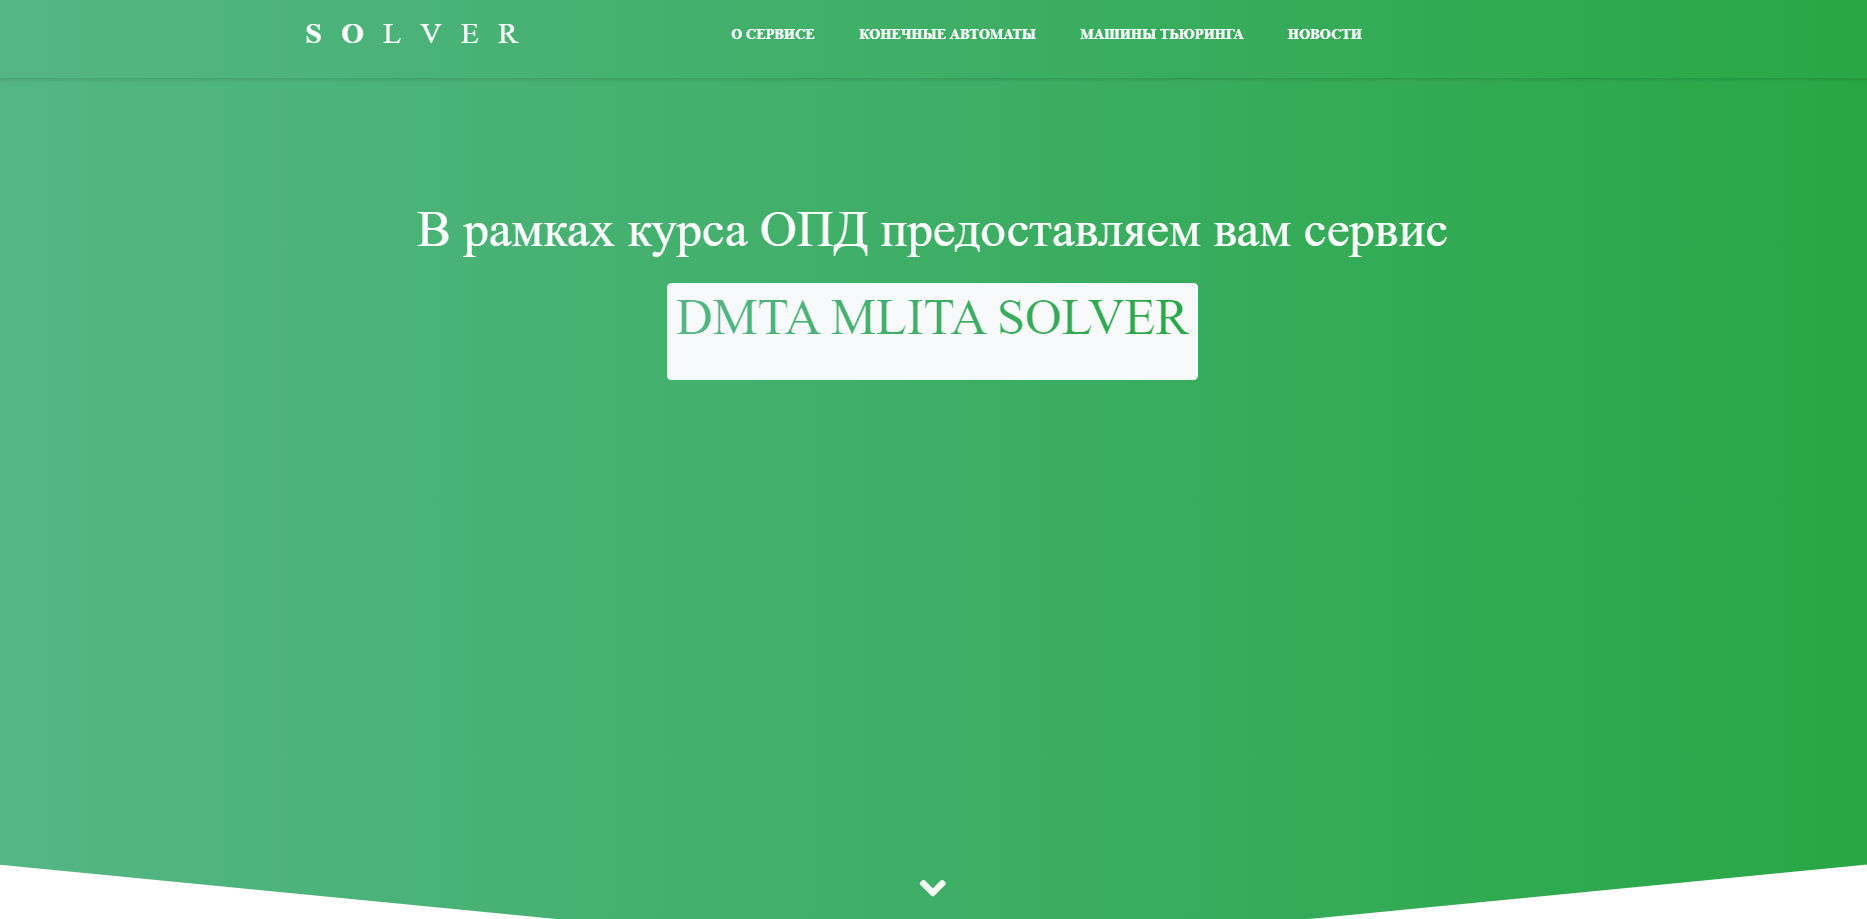 SOLVER
О СЕРВИСЕ КОНЕЧНЫЕ АВТОМАТЫ МАШИНЫ ТЬЮРИНГА НОВОСТИ
В рамках курса ОПД предоставляем вам сервис
DMTA MLITA SOLVER